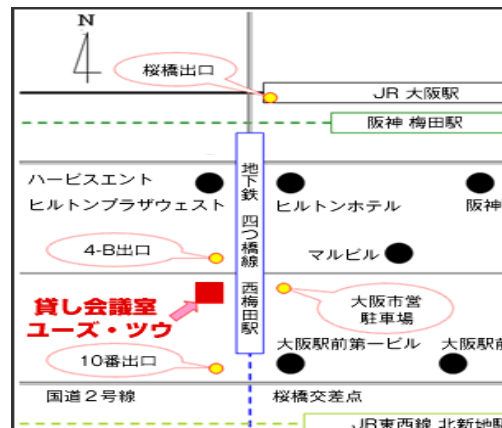 N
桜橋出口
JR 大阪駅
阪神 梅田駅
ハービスエント
ヒルトンプラザウェスト
地下鉄 四つ橋線 西梅田駅
ヒルトンホテル
阪神
4-B出口
マルビル
貸し会議室
ユーズ・ツウ
大阪市営
駐車場
10番出口
大阪駅前第一ビル
大阪駅前
国道2号線
桜橋交差点
JR東西線 北新地駅